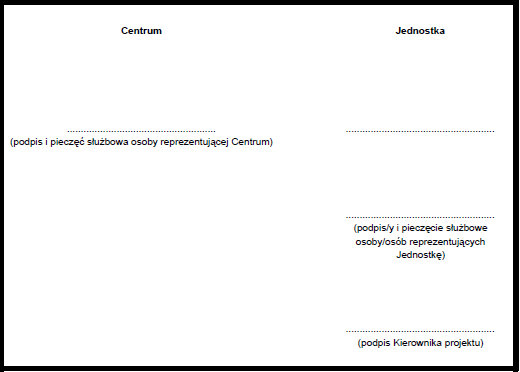 Centrum
Jednostka
......................................................
......................................................
(podpis i pieczęć służbowa osoby reprezentującej Centrum)
......................................................
(podpis/y i pieczęcie służbowe
osoby/osób reprezentujących
Jednostkę)
......................................................
(podpis Kierownika projektu)